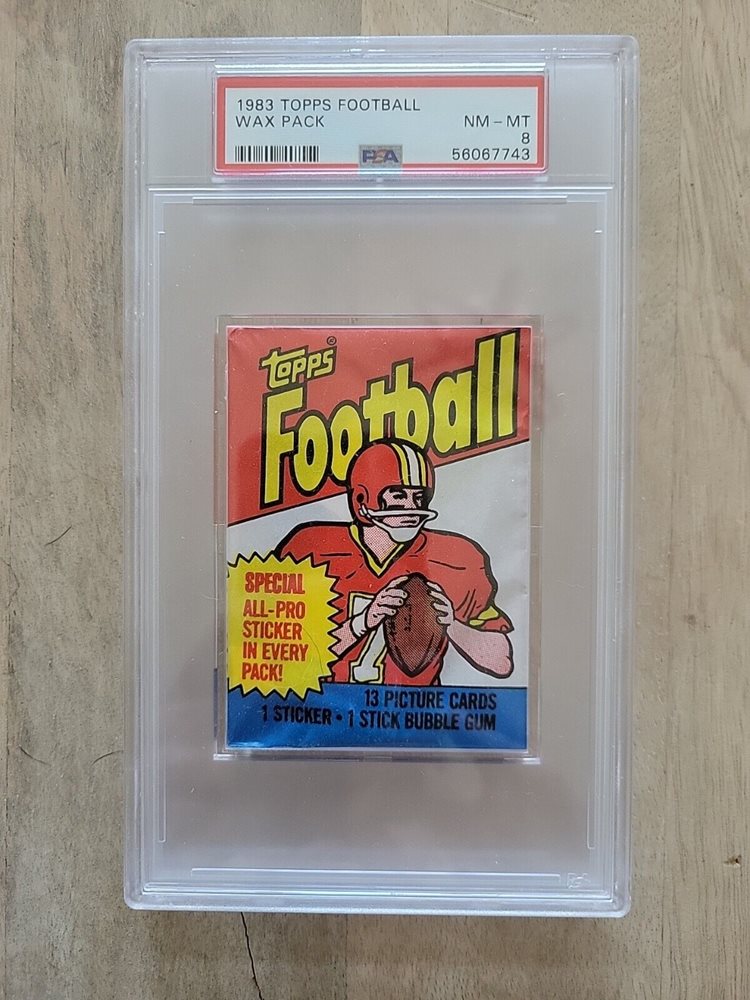 1983 TOPPS FOOTBALL
WAX PACK NM - MT
8
PSA 56067743
topps®
Football
SPECIAL
ALL-PRO
STICKER
IN EVERY
PACK!
7
13 PICTURE CARDS
1 STICKER • 1 STICK BUBBLE GUM